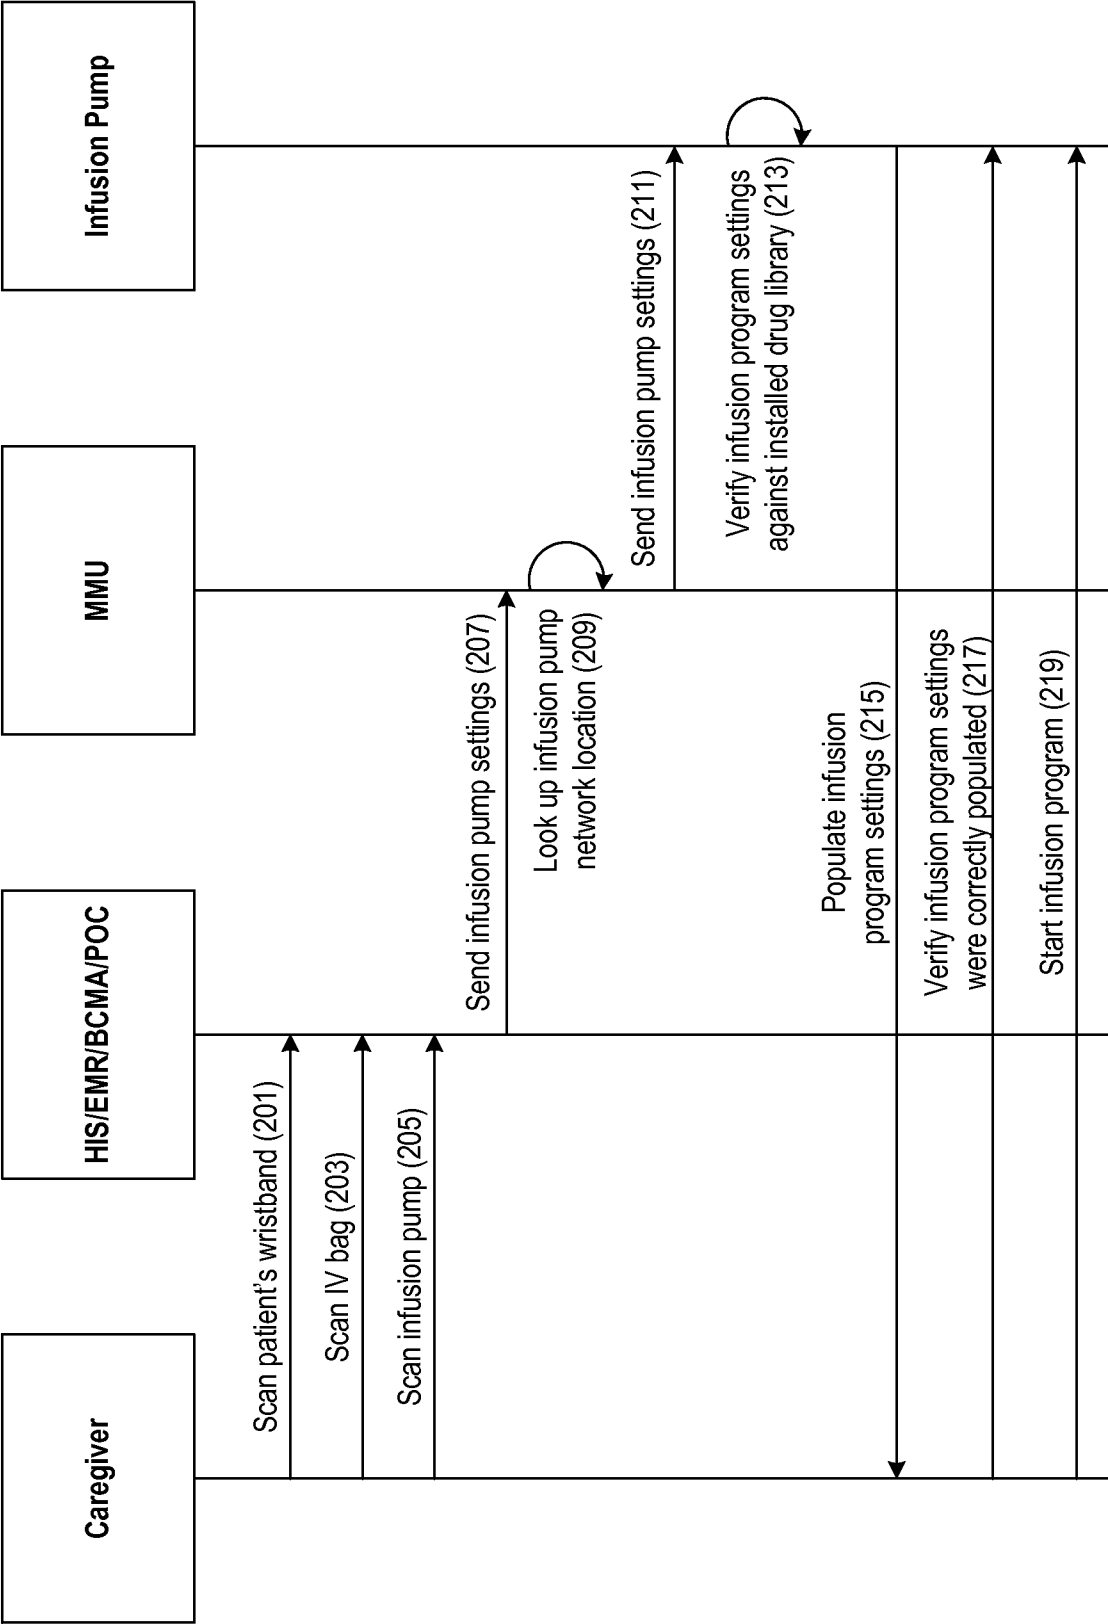 Caregiver
HIS/EMR/BCMA/POC
MMU
Infusion Pump
Scan patient's wristband (201)
Scan IV bag (203)
Scan infusion pump (205)
Send infusion pump settings (207)
Look up infusion pump
network location (209)
Send infusion pump settings (211)
Verify infusion program settings
against installed drug library (213)
Populate infusion
program settings (215)
Verify infusion program settings
were correctly populated (217)
Start infusion program (219)